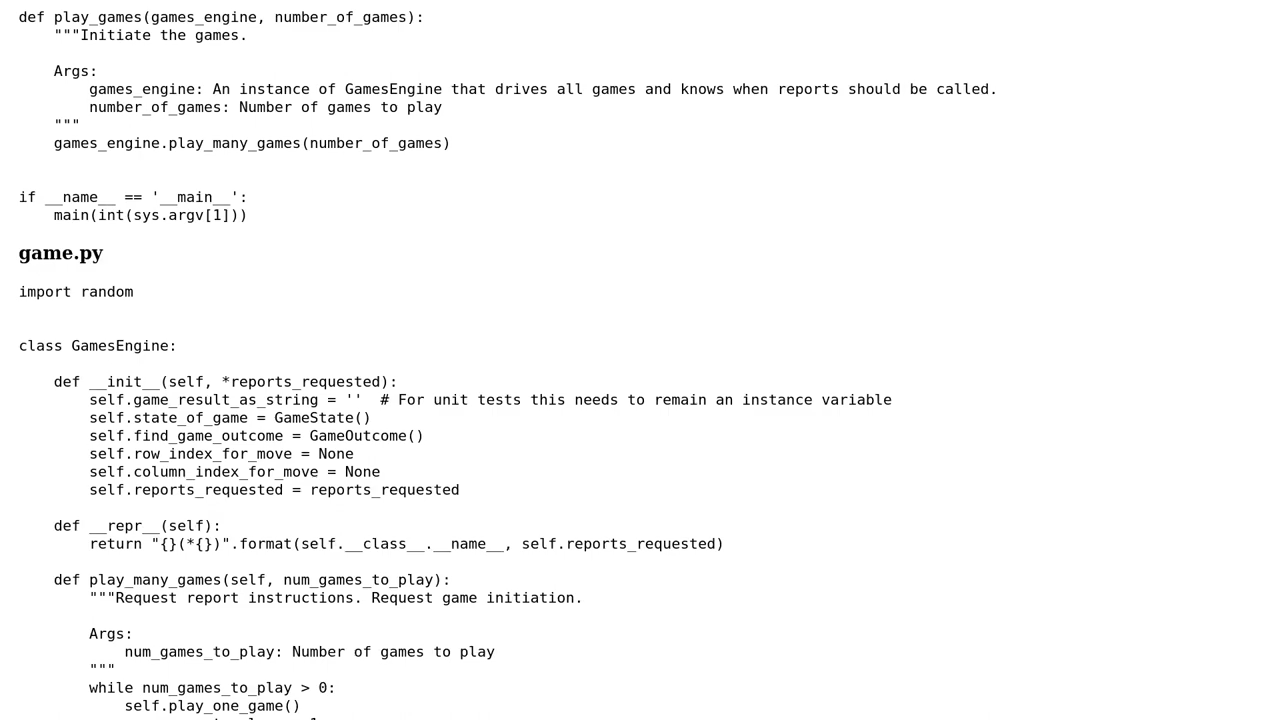 def play_games(games_engine, number_of_games):
    """Initiate the games.

    Args:
        games_engine: An instance of GamesEngine that drives all games and knows when reports should be called.
        number_of_games: Number of games to play
    """
    games_engine.play_many_games(number_of_games)


if __name__ == '__main__':
    main(int(sys.argv[1]))
game.py
import random


class GamesEngine:

    def __init__(self, *reports_requested):
        self.game_result_as_string = ''  # For unit tests this needs to remain an instance variable
        self.state_of_game = GameState()
        self.find_game_outcome = GameOutcome()
        self.row_index_for_move = None
        self.column_index_for_move = None
        self.reports_requested = reports_requested

    def __repr__(self):
        return "{}(*{})".format(self.__class__.__name__, self.reports_requested)

    def play_many_games(self, num_games_to_play):
        """Request report instructions. Request game initiation.

        Args:
            num_games_to_play: Number of games to play
        """
        while num_games_to_play > 0:
            self.play_one_game()